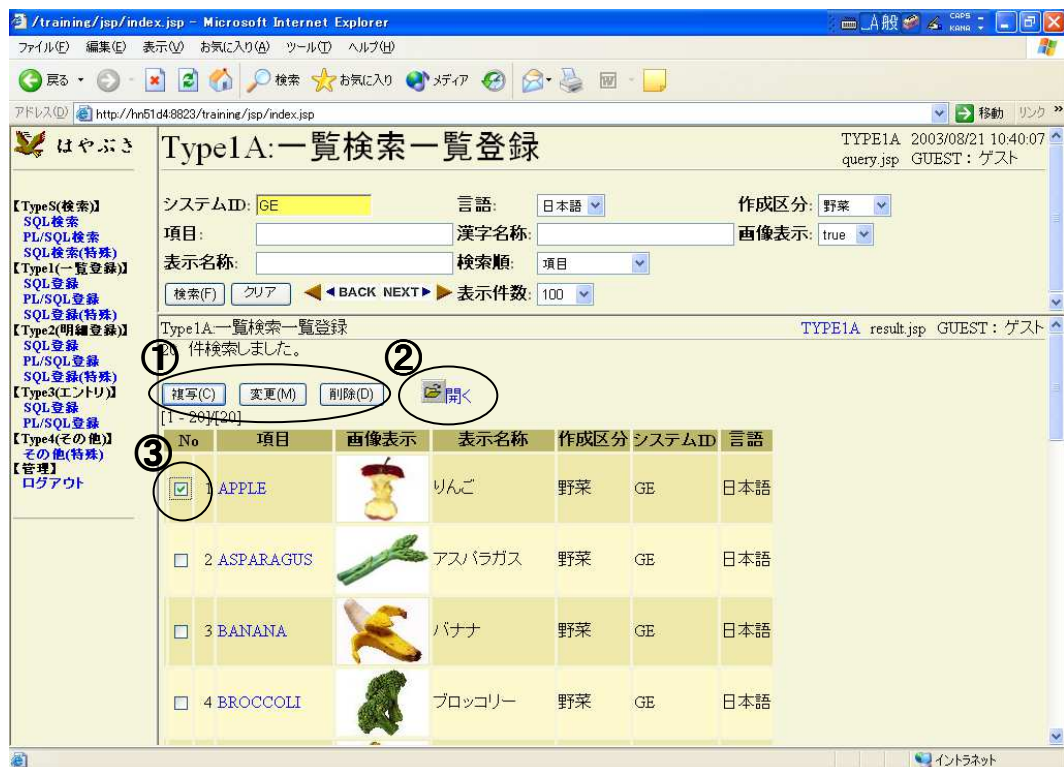 /training/jsp/index.jsp - Microsoft Internet Explorer
A般 CAPS KANA
ファイル(F) 編集(E) 表示(V) お気に入り(A) ツール(T) ヘルプ(H)
戻る 検索 お気に入り メディア
アドレス(D) http://hn51d4:8823/training/jsp/index.jsp 移動 リンク »
はやぶさ
【TypeS(検索)】
SQL検索
PL/SQL検索
SQL検索(特殊)
【Type1(一覧登録)】
SQL登録
PL/SQL登録
SQL登録(特殊)
【Type2(明細登録)】
SQL登録
PL/SQL登録
SQL登録(特殊)
【Type3(エントリ)】
SQL登録
PL/SQL登録
【Type4(その他)】
その他(特殊)
【管理】
ログアウト
Type1A:一覧検索一覧登録
TYPE1A 2003/08/21 10:40:07
query.jsp GUEST:ゲスト
システムID: GE 言語: 日本語 作成区分: 野菜
項目: 漢字名称: 画像表示: true
表示名称: 検索順: 項目
検索(F) クリア BACK NEXT 表示件数: 100
Type1A:一覧検索一覧登録 TYPE1A result.jsp GUEST:ゲスト
20 件検索しました。
① ②
複写(C) 変更(M) 削除(D) 開く
[1 - 20]/[20]
No 項目 画像表示 表示名称 作成区分 システムID 言語
③
1 APPLE りんご 野菜 GE 日本語
2 ASPARAGUS アスパラガス 野菜 GE 日本語
3 BANANA バナナ 野菜 GE 日本語
4 BROCCOLI ブロッコリー 野菜 GE 日本語
イントラネット